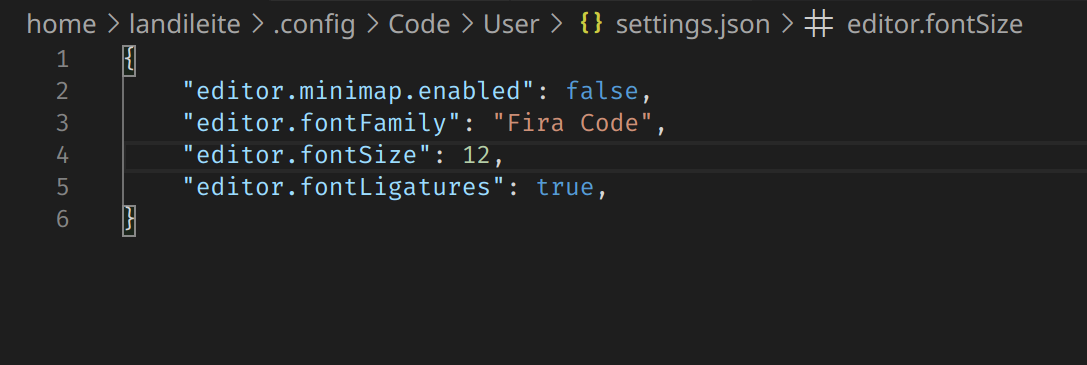 home > landileite > .config > Code > User > {} settings.json > # editor.fontSize
1 {
2     "editor.minimap.enabled": false,
3     "editor.fontFamily": "Fira Code",
4     "editor.fontSize": 12,
5     "editor.fontLigatures": true,
6 }